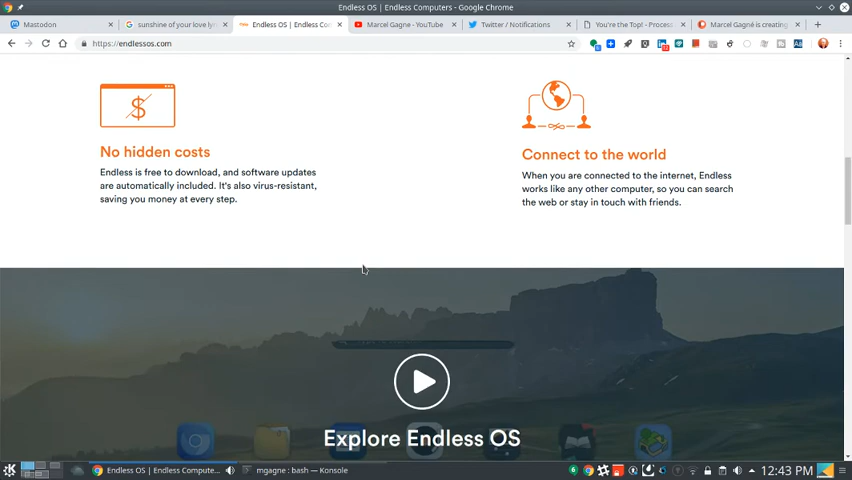 Endless OS | Endless Computers - Google Chrome
Mastodon
sunshine of your love lyr
Endless OS | Endless Com
Marcel Gagne - YouTube
Twitter / Notifications
You're the Top! - Process
Marcel Gagné is creating
https://endlessos.com
No hidden costs
Connect to the world
Endless is free to download, and software updates
are automatically included. It's also virus-resistant,
saving you money at every step.
When you are connected to the internet, Endless
works like any other computer, so you can search
the web or stay in touch with friends.
Explore Endless OS
Endless OS | Endless Compute...
mgagne : bash — Konsole
12:43 PM